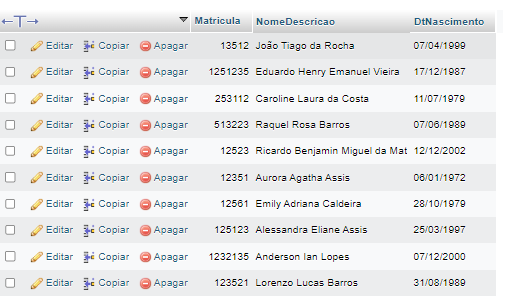 Matricula NomeDescricao DtNascimento
Editar Copiar Apagar 13512 João Tiago da Rocha 07/04/1999
Editar Copiar Apagar 1251235 Eduardo Henry Emanuel Vieira 17/12/1987
Editar Copiar Apagar 253112 Caroline Laura da Costa 11/07/1979
Editar Copiar Apagar 513223 Raquel Rosa Barros 07/06/1989
Editar Copiar Apagar 12523 Ricardo Benjamin Miguel da Mat 12/12/2002
Editar Copiar Apagar 12351 Aurora Agatha Assis 06/01/1972
Editar Copiar Apagar 12561 Emily Adriana Caldeira 28/10/1979
Editar Copiar Apagar 125123 Alessandra Eliane Assis 25/03/1997
Editar Copiar Apagar 1232135 Anderson Ian Lopes 07/12/2000
Editar Copiar Apagar 123521 Lorenzo Lucas Barros 31/08/1989